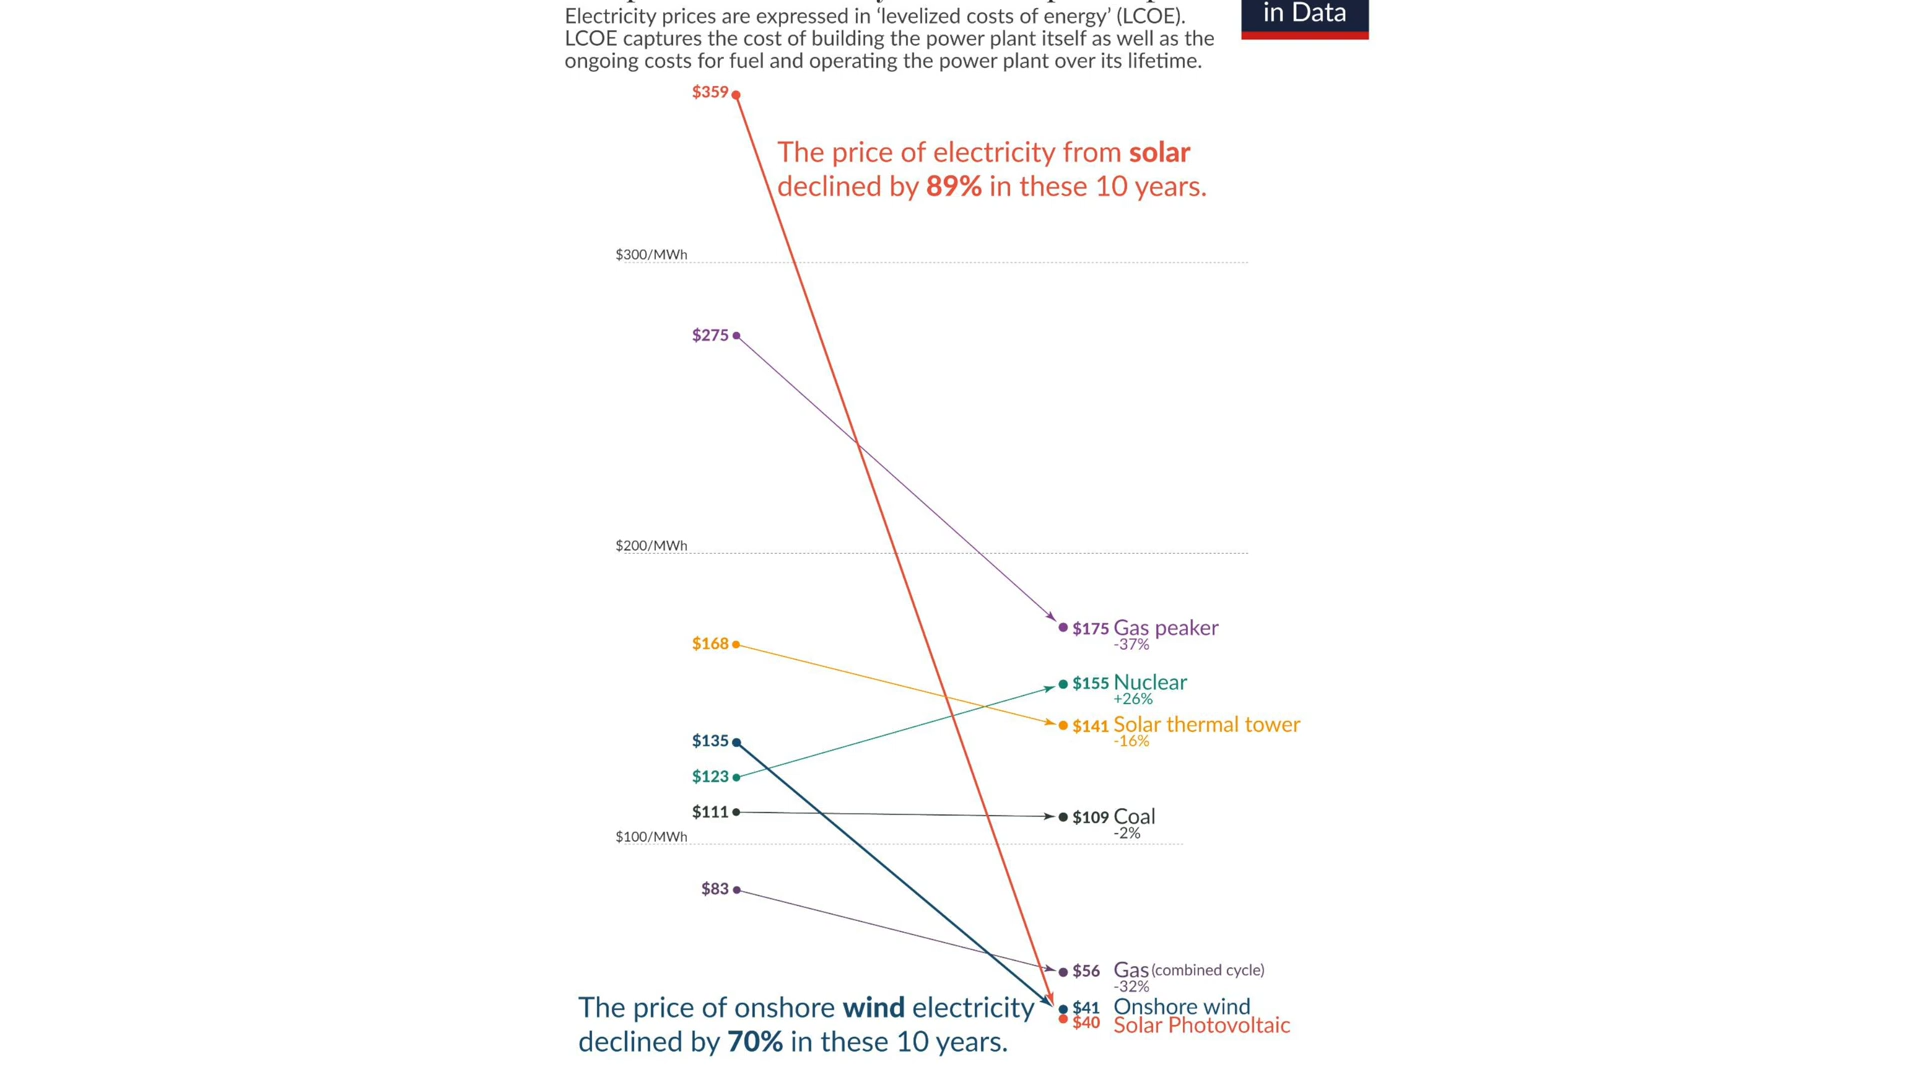 in Data
Electricity prices are expressed in ‘levelized costs of energy’ (LCOE).
LCOE captures the cost of building the power plant itself as well as the
ongoing costs for fuel and operating the power plant over its lifetime.
$359
The price of electricity from solar
declined by 89% in these 10 years.
$300/MWh
$275
$200/MWh
$175 Gas peaker
-37%
$168
$155 Nuclear
+26%
$141 Solar thermal tower
-16%
$135
$123
$111
$109 Coal
-2%
$100/MWh
$83
$56 Gas (combined cycle)
-32%
The price of onshore wind electricity
declined by 70% in these 10 years.
$41 Onshore wind
$40 Solar Photovoltaic